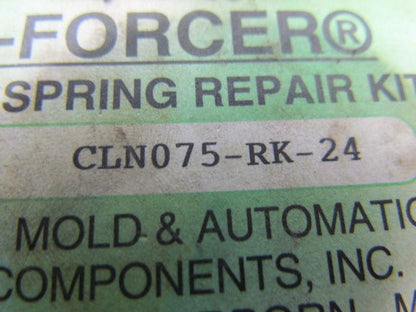 -FORCER®
SPRING REPAIR KIT
CLN075-RK-24
MOLD & AUTOMATIC
COMPONENTS, INC.